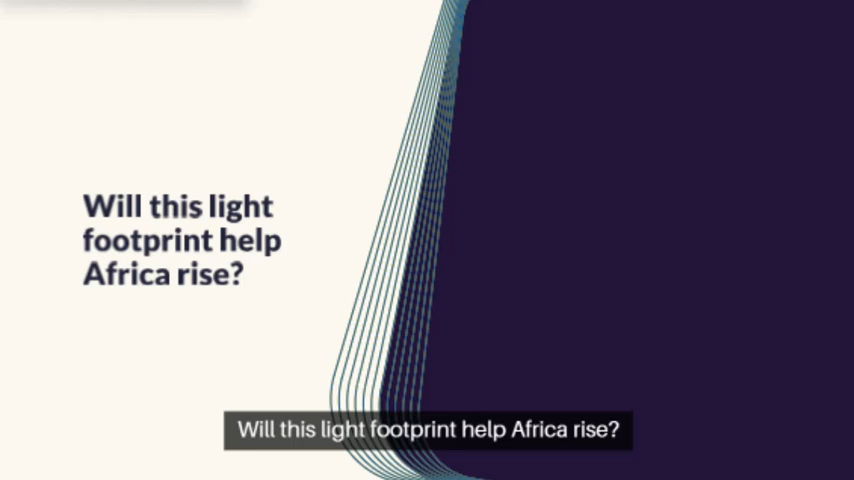 Will this light
footprint help
Africa rise?
Will this light footprint help Africa rise?